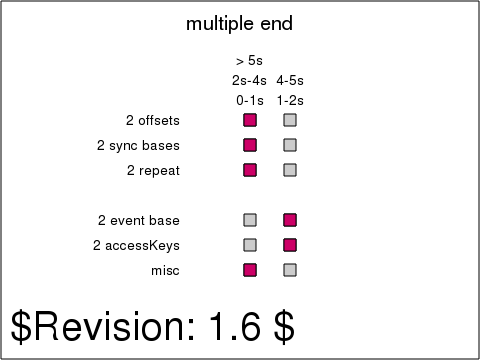 multiple end
> 5s
2s-4s 4-5s
0-1s 1-2s
2 offsets
2 sync bases
2 repeat
2 event base
2 accessKeys
misc
$Revision: 1.6 $